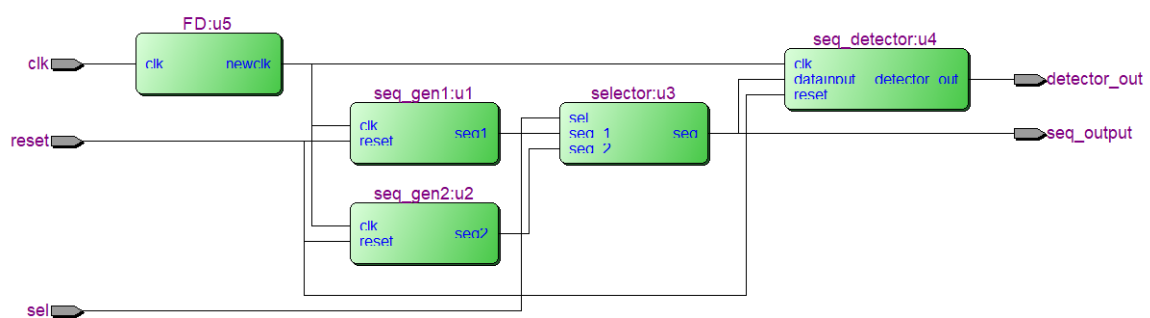 FD:u5
clk
clk newclk
seq_detector:u4
clk
datainput detector_out
reset
detector_out
seq_gen1:u1
clk
reset
seq1
selector:u3
sel
seq_1
seq_2
seq
seq_output
reset
seq_gen2:u2
clk
reset
seq2
sel